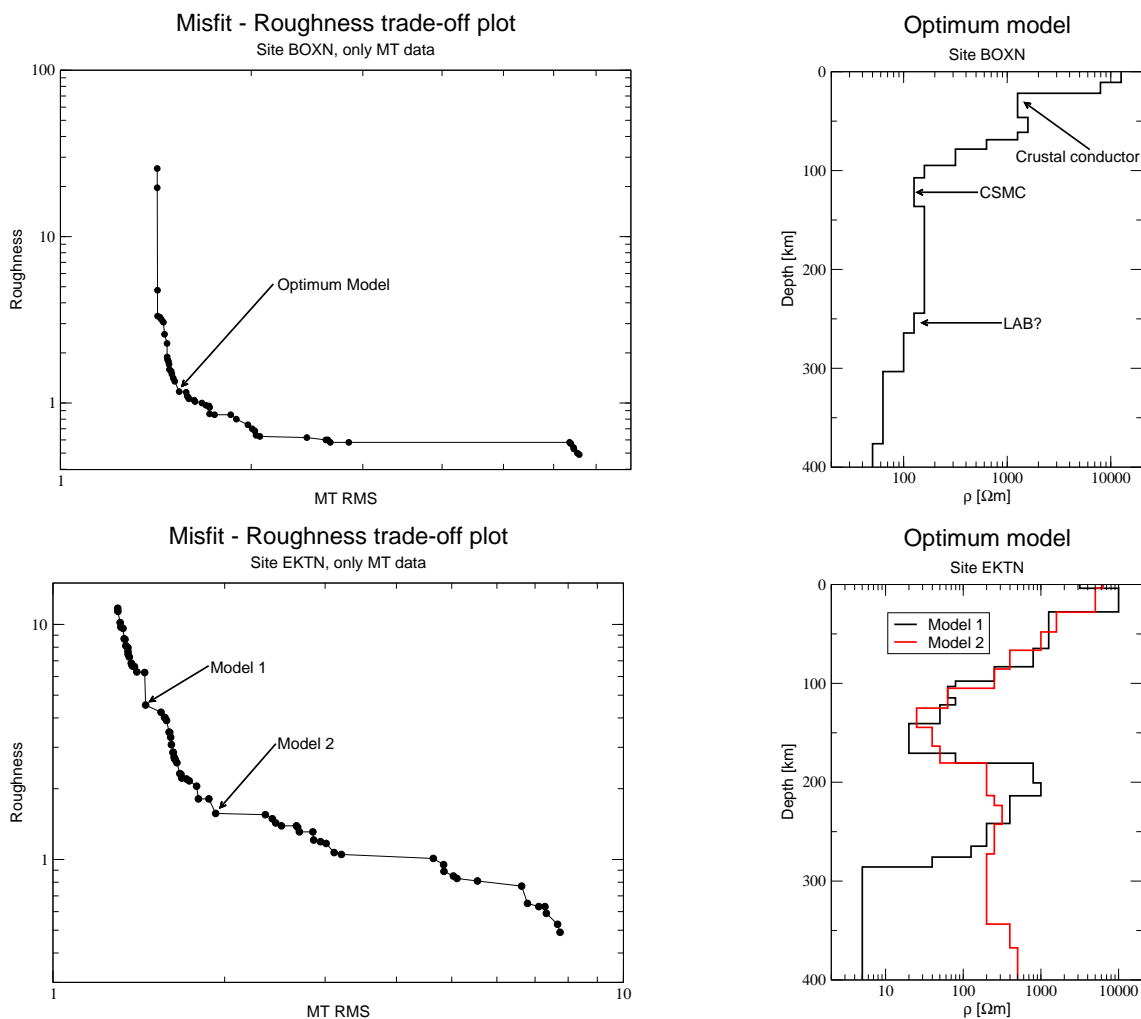 Misfit - Roughness trade-off plot
Site BOXN, only MT data
100
10
1
Roughness
Optimum Model
1
MT RMS
Optimum model
Site BOXN
0
100
200
300
400
Depth [km]
Crustal conductor
CSMC
LAB?
100
1000
10000
ρ [Ωm]
Misfit - Roughness trade-off plot
Site EKTN, only MT data
10
1
Roughness
Model 1
Model 2
1
10
MT RMS
Optimum model
Site EKTN
0
100
200
300
400
Depth [km]
Model 1
Model 2
10
100
1000
10000
ρ [Ωm]